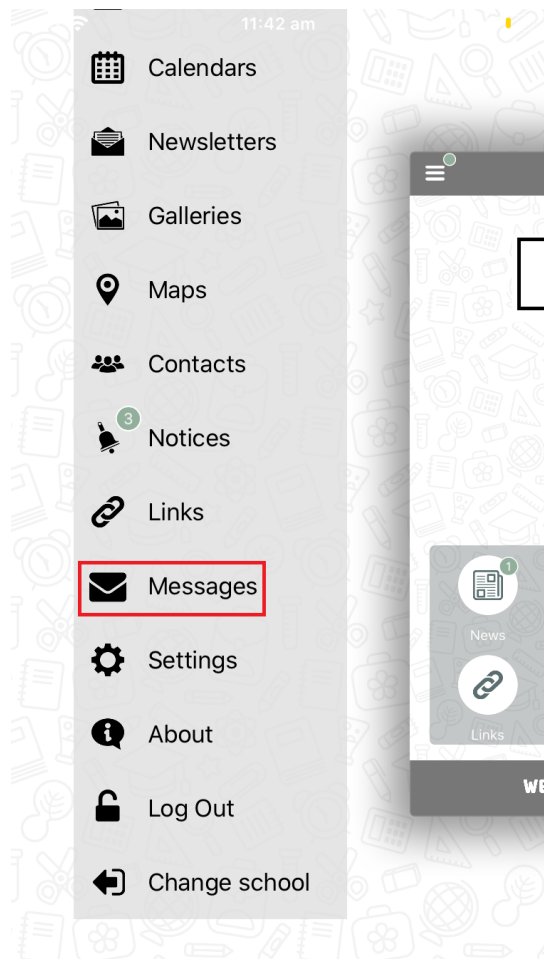 11:42 am
Calendars
Newsletters
Galleries
Maps
Contacts
3
Notices
Links
Messages
Settings
About
Log Out
Change school
1
News
Links
WE